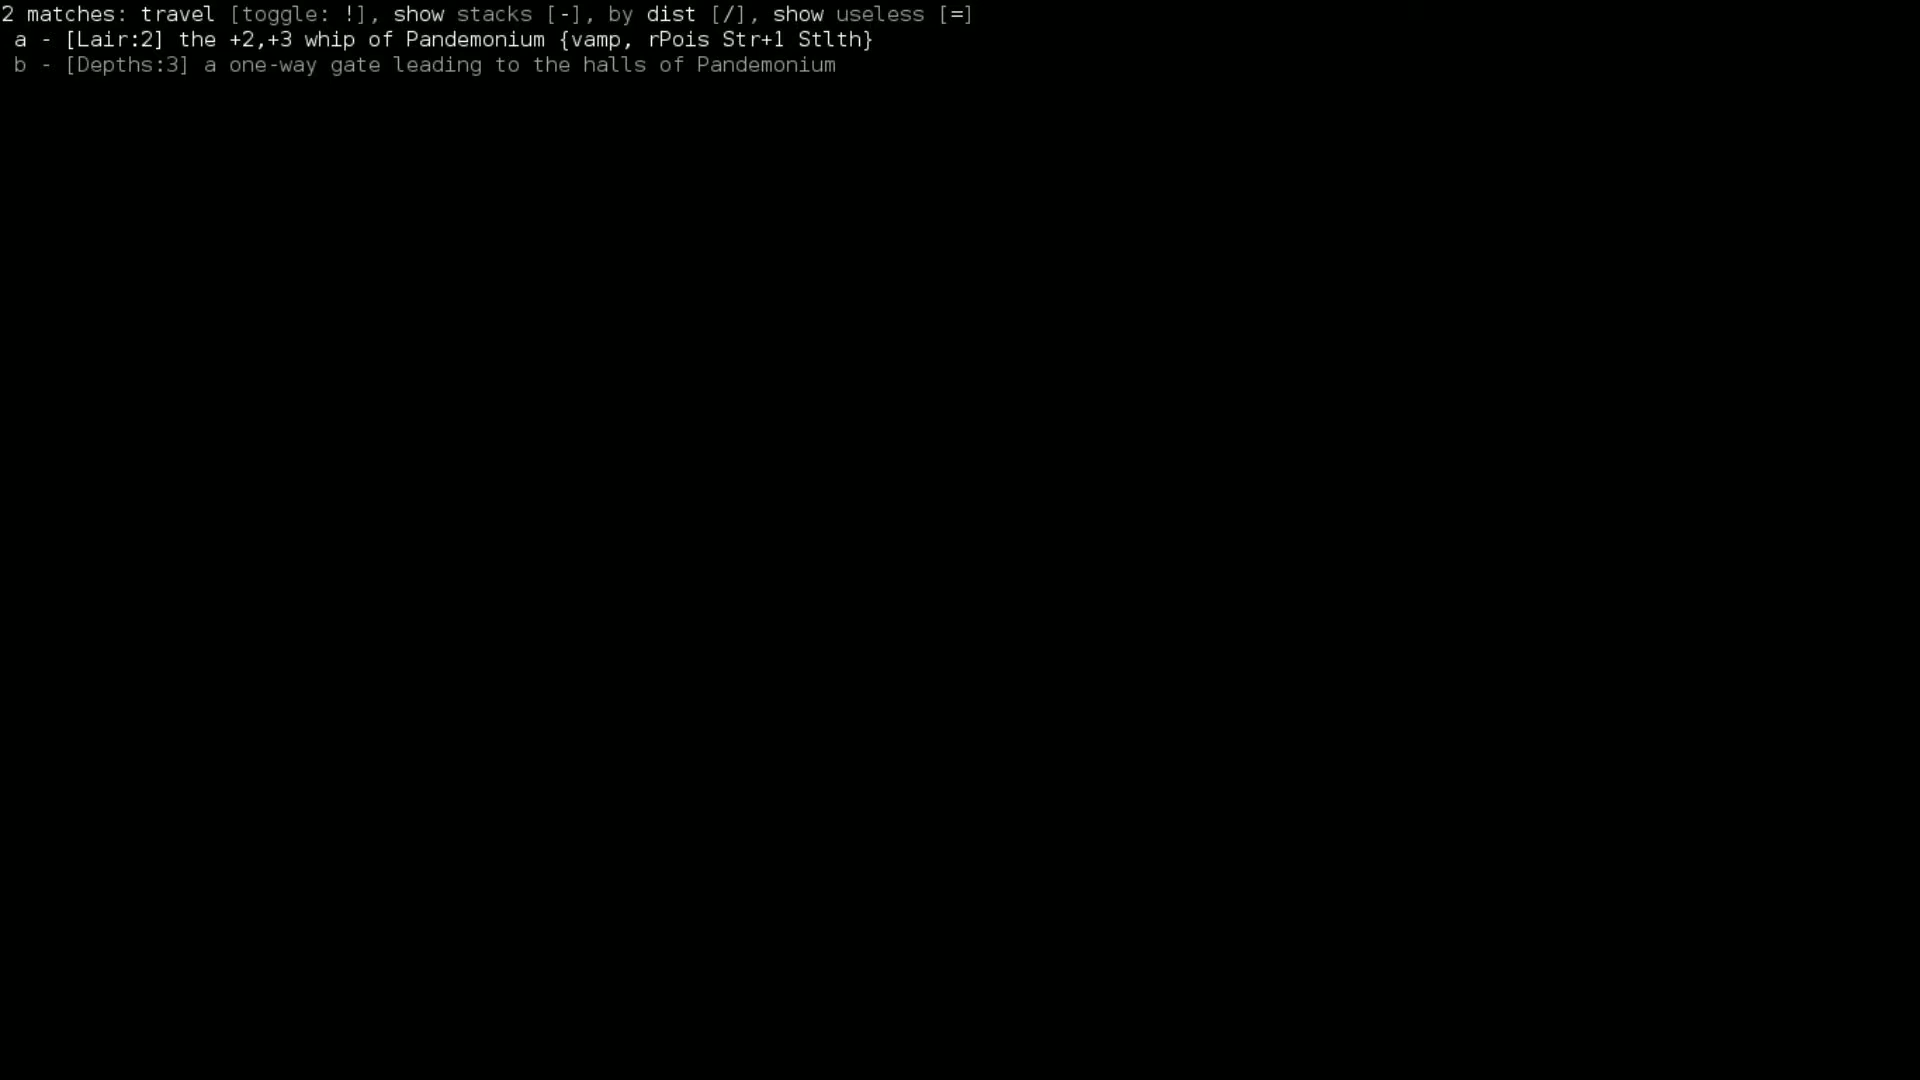 2 matches: travel [toggle: !], show stacks [-], by dist [/], show useless [=]
a - [Lair:2] the +2,+3 whip of Pandemonium {vamp, rPois Str+1 Stlth}
b - [Depths:3] a one-way gate leading to the halls of Pandemonium